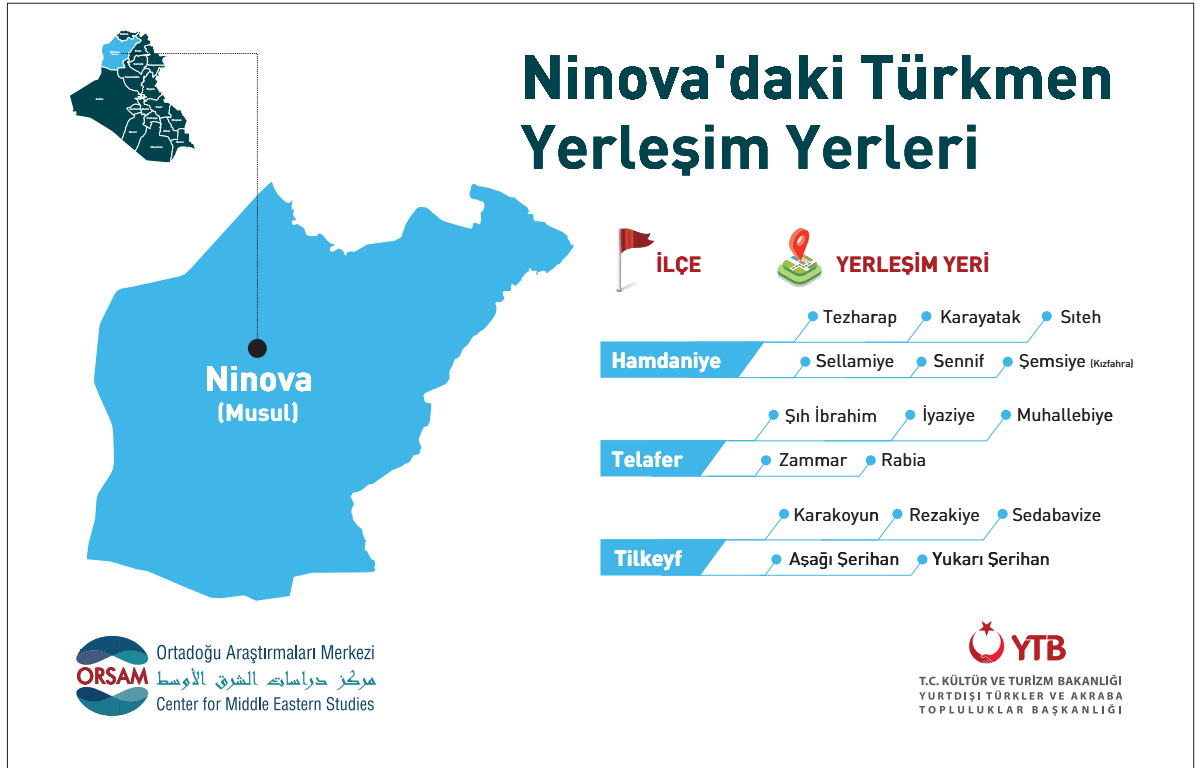 Ninova'daki Türkmen
Yerleşim Yerleri
Ninova
(Musul)
İLÇE
YERLEŞİM YERİ
Hamdaniye
Tezharap
Karayatak
Sıteh
Sellamiye
Sennif
Şemsiye (Kızfahra)
Telafer
Şıh İbrahim
İyaziye
Muhallebiye
Zammar
Rabia
Tilkeyf
Karakoyun
Rezakiye
Sedabavize
Aşağı Şerihan
Yukarı Şerihan
ORSAM
Ortadoğu Araştırmaları Merkezi
مركز دراسات الشرق الأوسط
Center for Middle Eastern Studies
YTB
T.C. KÜLTÜR VE TURİZM BAKANLIĞI
YURTDIŞI TÜRKLER VE AKRABA
TOPLULUKLAR BAŞKANLIĞI